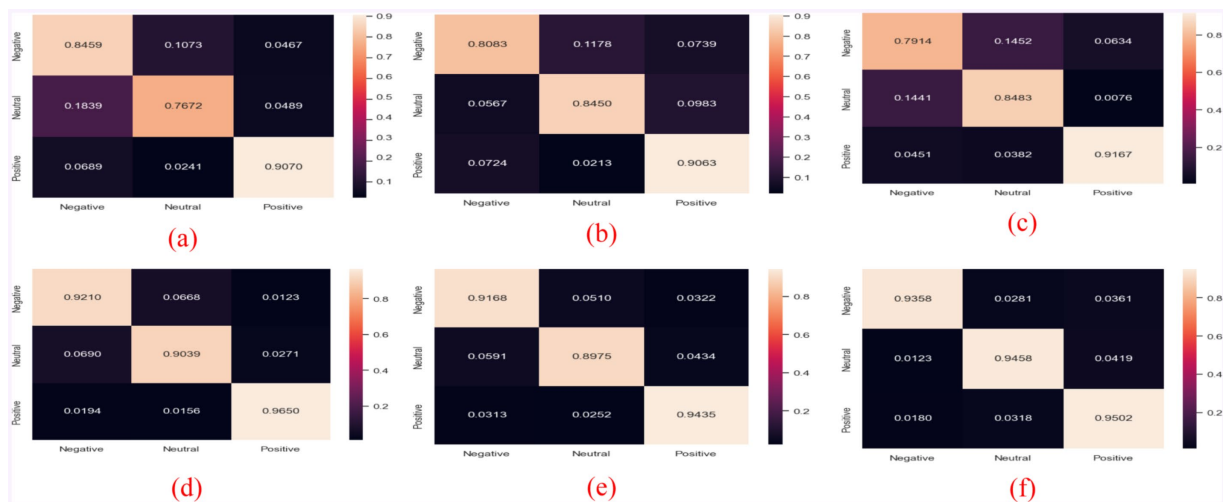 0.9
0.8459 0.1073 0.0467 0.8
Negative
0.7
0.6
0.1839 0.7672 0.0489 0.5
Neutral
0.4
0.3
0.0689 0.0241 0.9070 0.2
Positive
0.1
Negative Neutral Positive
(a)
0.9
0.8083 0.1178 0.0739 0.8
Negative
0.7
0.6
0.0567 0.8450 0.0983 0.5
Neutral
0.4
0.3
0.0724 0.0213 0.9063 0.2
Positive
0.1
Negative Neutral Positive
(b)
0.7914 0.1452 0.0634 0.8
Negative
0.6
0.1441 0.8483 0.0076
Neutral
0.4
0.0451 0.0382 0.9167 0.2
Positive
Negative Neutral Positive
(c)
0.9210 0.0668 0.0123 0.8
Negative
0.6
0.0690 0.9039 0.0271
Neutral
0.4
0.0194 0.0156 0.9650 0.2
Positive
Negative Neutral Positive
(d)
0.9168 0.0510 0.0322 0.8
Negative
0.6
0.0591 0.8975 0.0434
Neutral
0.4
0.0313 0.0252 0.9435 0.2
Positive
Negative Neutral Positive
(e)
0.9358 0.0281 0.0361 0.8
Negative
0.6
0.0123 0.9458 0.0419
Neutral
0.4
0.0180 0.0318 0.9502 0.2
Positive
Negative Neutral Positive
(f)